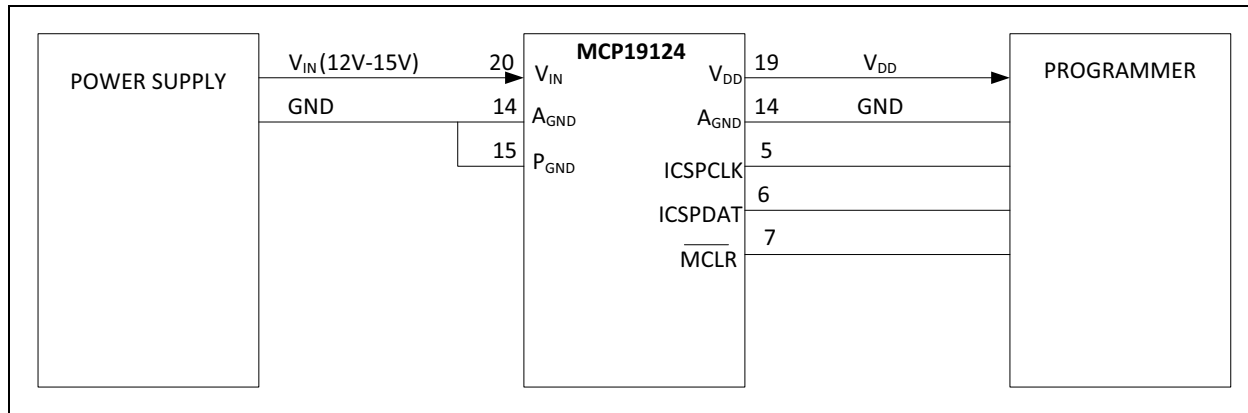 POWER SUPPLY
VIN (12V-15V)
GND
20
14
15
MCP19124
VIN
AGND
PGND
VDD
AGND
ICSPCLK
ICSPDAT
MCLR
19
14
5
6
7
VDD
GND
PROGRAMMER